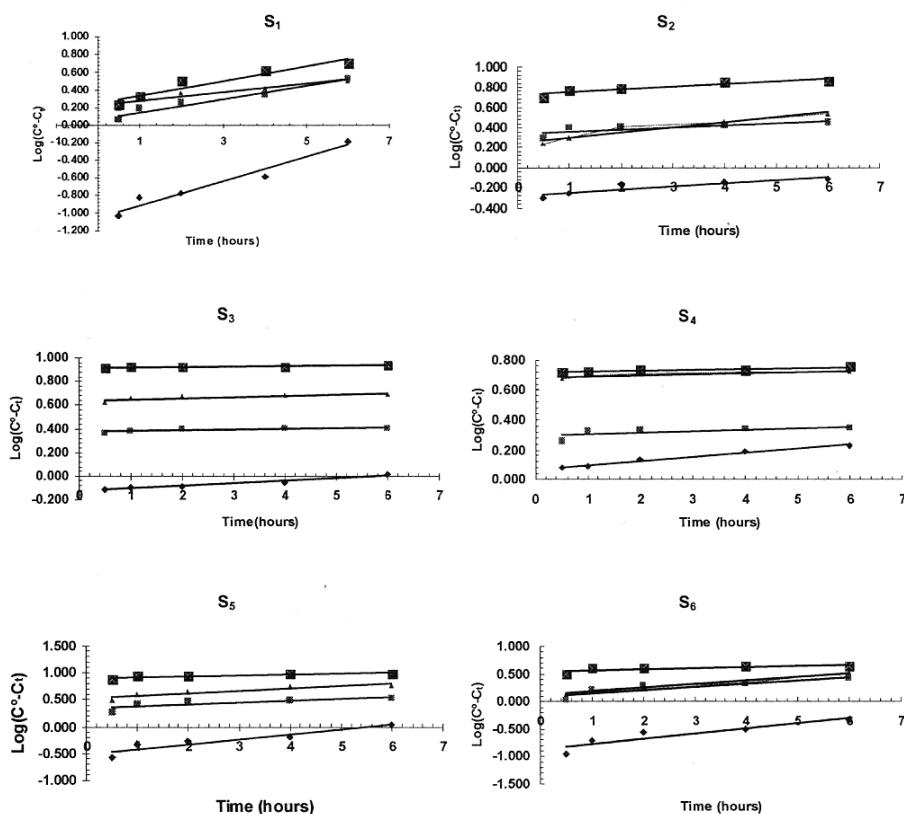 S₁
1.000
0.800
0.600
0.400
0.200
0.000
-10.200
-0.400
-0.600
-0.800
-1.000
-1.200
1 3 5 7
Log(C°-Cₜ)
Time (hours)
S₂
1.000
0.800
0.600
0.400
0.200
0.000
-0.200
-0.400
0 1 2 3 4 5 6 7
Log(C°-Cₜ)
Time (hours)
S₃
1.000
0.800
0.600
0.400
0.200
0.000
-0.200
0 1 2 3 4 5 6 7
Log(C°-Cₜ)
Time(hours)
S₄
0.800
0.600
0.400
0.200
0.000
0 1 2 3 4 5 6 7
Log(C°-Cₜ)
Time (hours)
S₅
1.500
1.000
0.500
0.000
-0.500
-1.000
0 1 2 3 4 5 6 7
Log(C°-Ct)
Time (hours)
S₆
1.000
0.500
0.000
-0.500
-1.000
-1.500
0 1 2 3 4 5 6 7
Log(C°-Cₜ)
Time (hours)